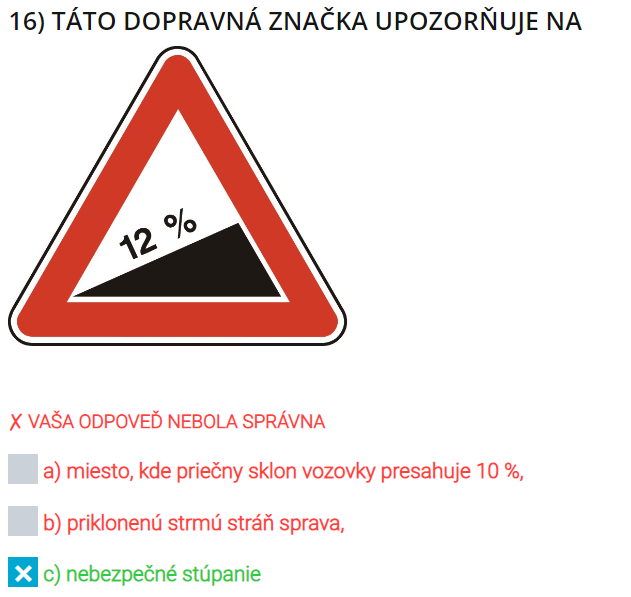 16) TÁTO DOPRAVNÁ ZNAČKA UPOZORŇUJE NA
12 %
✗ VAŠA ODPOVEĎ NEBOLA SPRÁVNA
a) miesto, kde priečny sklon vozovky presahuje 10 %,
b) priklonenú strmú stráň sprava,
c) nebezpečné stúpanie